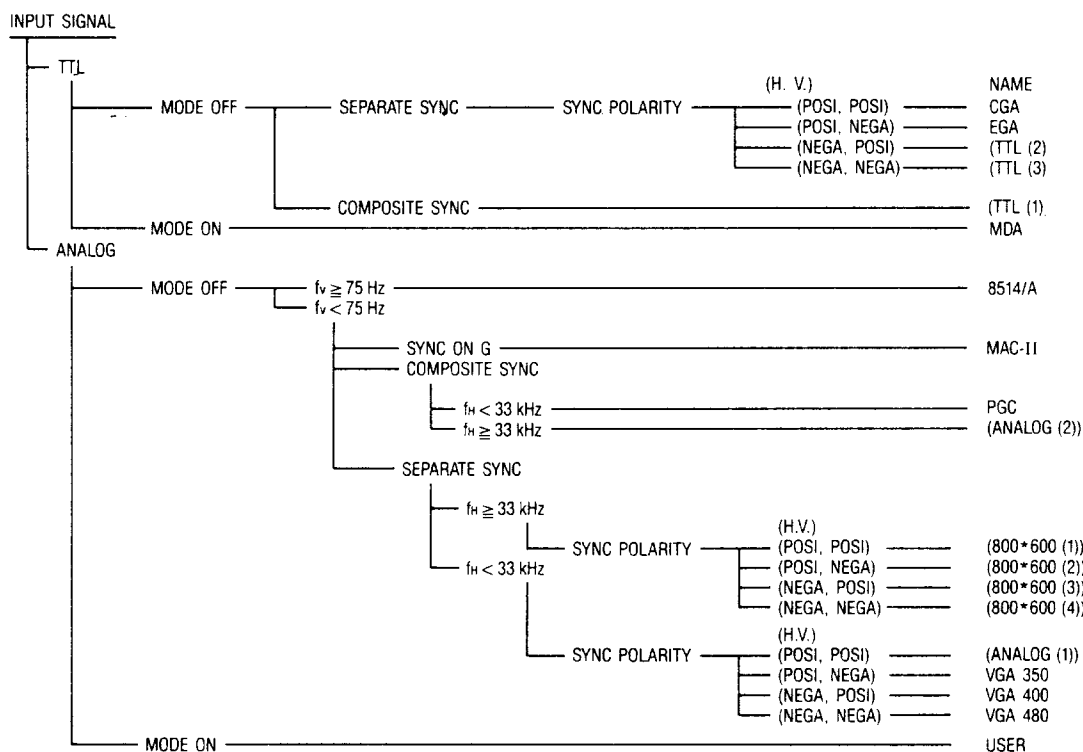 INPUT SIGNAL
TTL
(H. V.) NAME
MODE OFF SEPARATE SYNC SYNC POLARITY (POSI, POSI) CGA
(POSI, NEGA) EGA
(NEGA, POSI) (TTL (2)
(NEGA, NEGA) (TTL (3)
COMPOSITE SYNC (TTL (1)
MODE ON MDA
ANALOG
MODE OFF fv ≧ 75 Hz 8514/A
fv < 75 Hz
SYNC ON G MAC-II
COMPOSITE SYNC
fH < 33 kHz PGC
fH ≧ 33 kHz (ANALOG (2))
SEPARATE SYNC
fH ≧ 33 kHz
(H.V.)
SYNC POLARITY (POSI, POSI) (800*600 (1))
fH < 33 kHz (POSI, NEGA) (800*600 (2))
(NEGA, POSI) (800*600 (3))
(NEGA, NEGA) (800*600 (4))
(H.V.)
SYNC POLARITY (POSI, POSI) (ANALOG (1))
(POSI, NEGA) VGA 350
(NEGA, POSI) VGA 400
(NEGA, NEGA) VGA 480
MODE ON USER